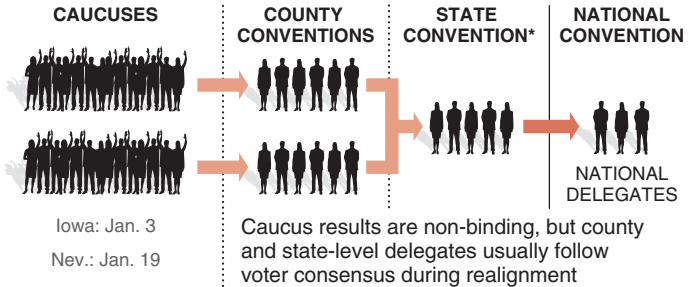 CAUCUSES
COUNTY
CONVENTIONS
STATE
CONVENTION*
NATIONAL
CONVENTION
NATIONAL
DELEGATES
Iowa: Jan. 3
Nev.: Jan. 19
Caucus results are non-binding, but county
and state-level delegates usually follow
voter consensus during realignment